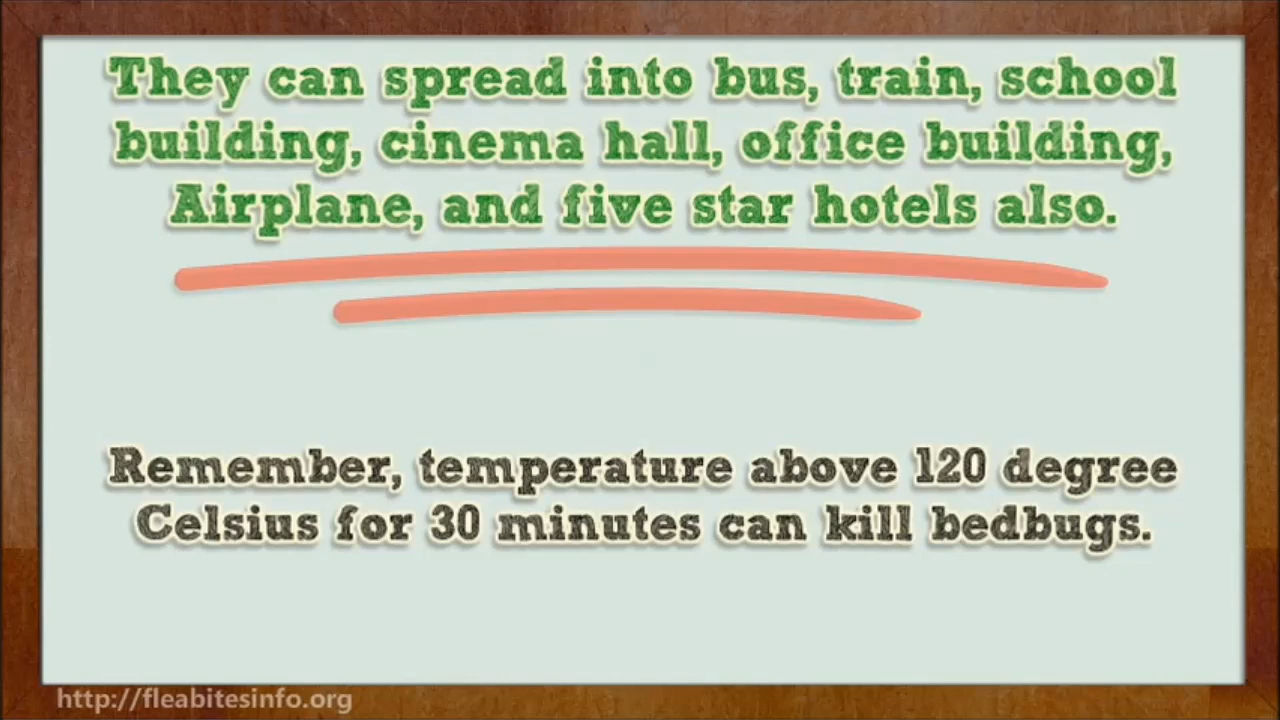 They can spread into bus, train, school
building, cinema hall, office building,
Airplane, and five star hotels also.
Remember, temperature above 120 degree
Celsius for 30 minutes can kill bedbugs.
http://fleabitesinfo.org